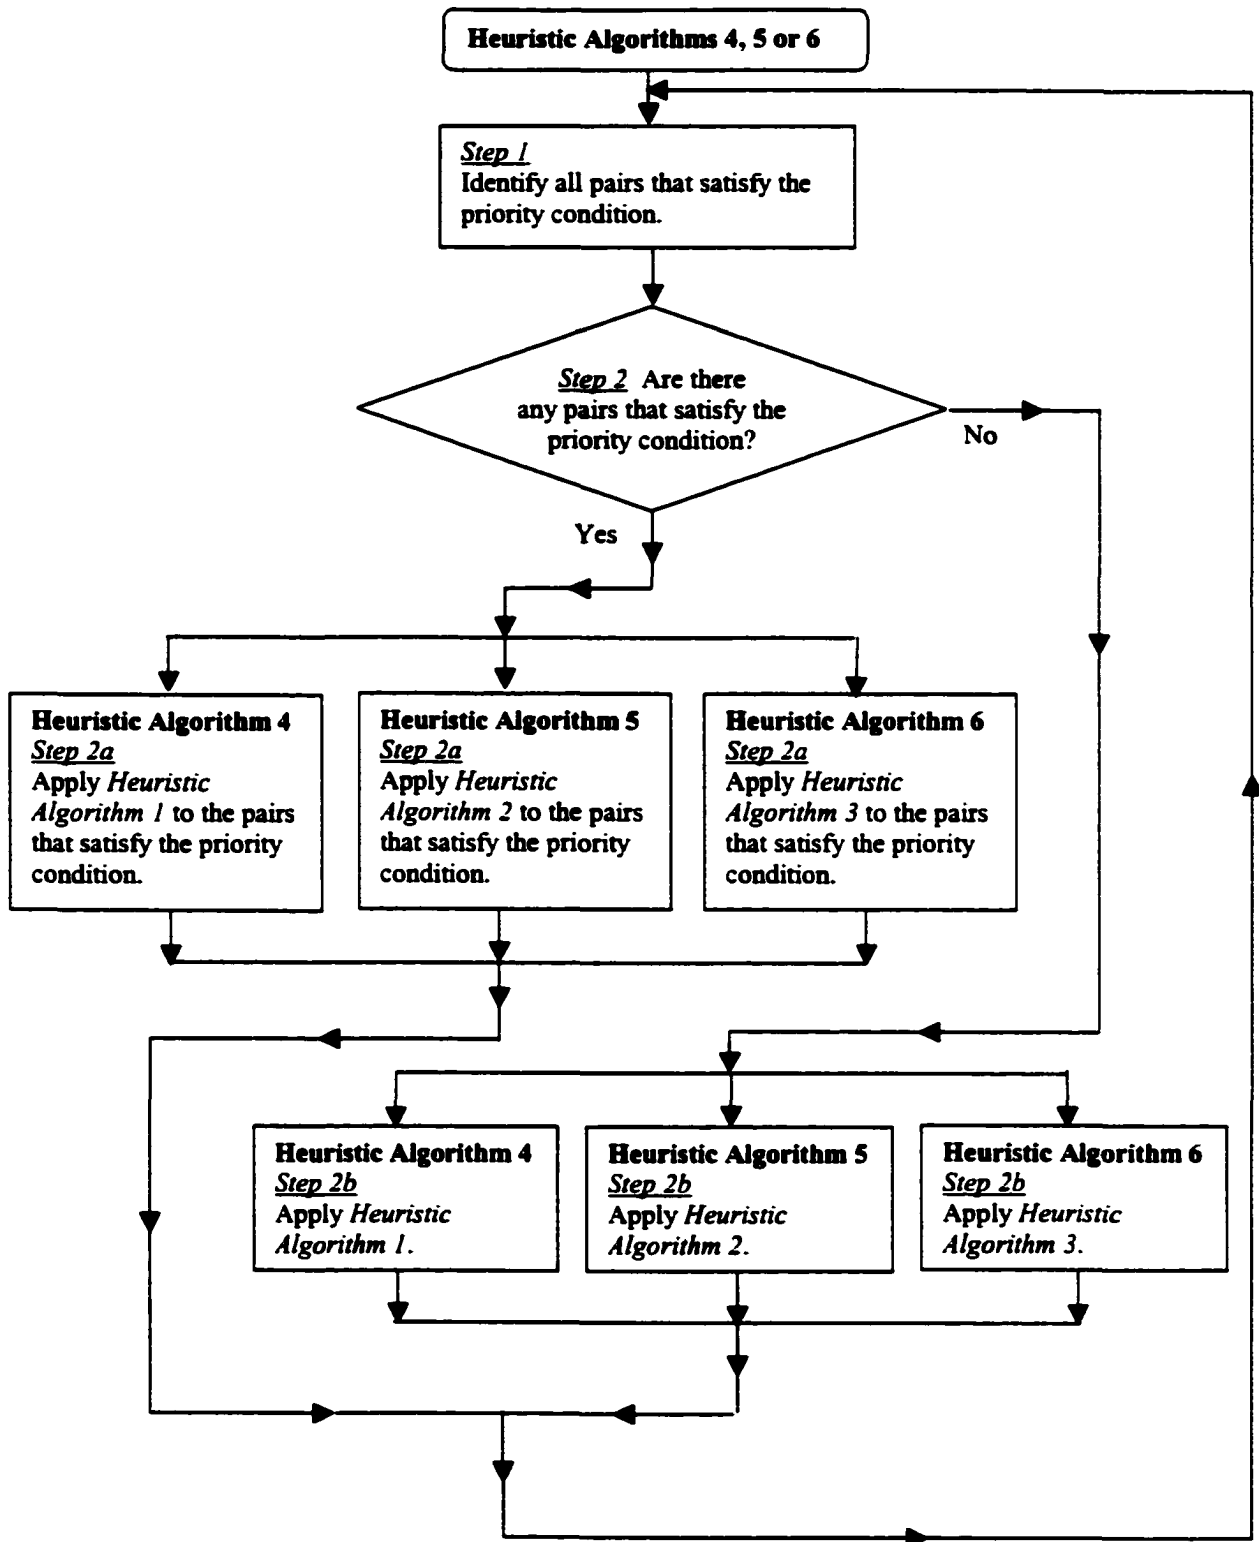 Heuristic Algorithms 4, 5 or 6
Step 1
Identify all pairs that satisfy the
priority condition.
Step 2 Are there
any pairs that satisfy the
priority condition?
No
Yes
Heuristic Algorithm 4
Step 2a
Apply Heuristic
Algorithm 1 to the pairs
that satisfy the priority
condition.
Heuristic Algorithm 5
Step 2a
Apply Heuristic
Algorithm 2 to the pairs
that satisfy the priority
condition.
Heuristic Algorithm 6
Step 2a
Apply Heuristic
Algorithm 3 to the pairs
that satisfy the priority
condition.
Heuristic Algorithm 4
Step 2b
Apply Heuristic
Algorithm 1.
Heuristic Algorithm 5
Step 2b
Apply Heuristic
Algorithm 2.
Heuristic Algorithm 6
Step 2b
Apply Heuristic
Algorithm 3.